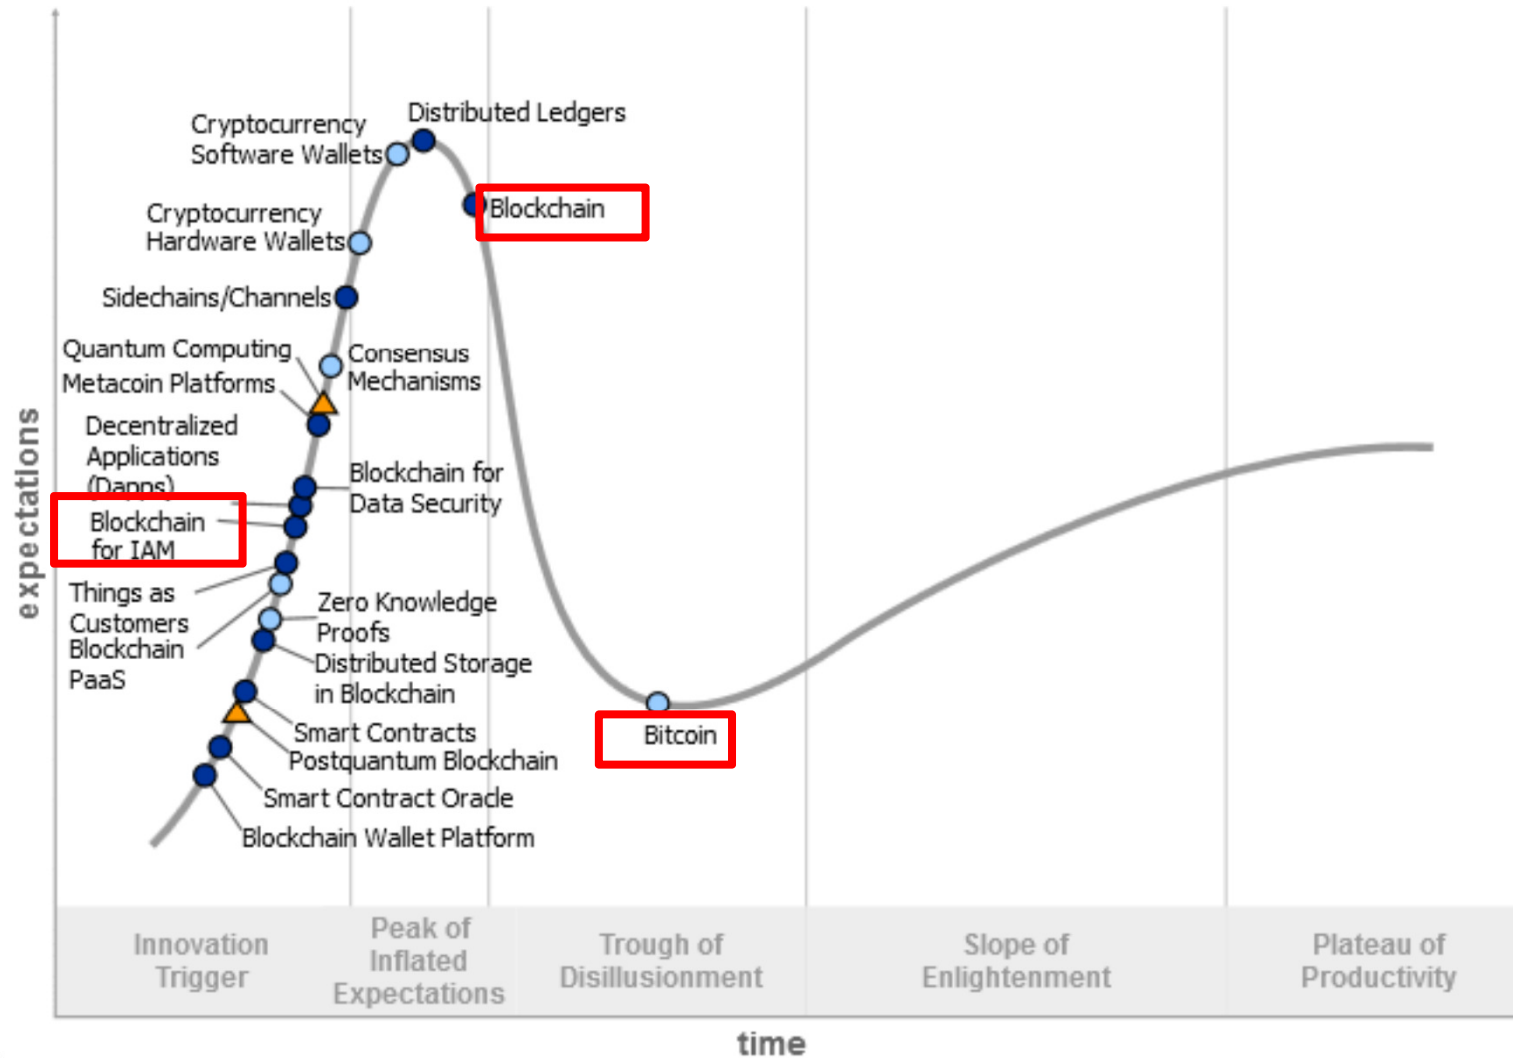 Distributed Ledgers
Cryptocurrency
Software Wallets
Blockchain
Cryptocurrency
Hardware Wallets
Sidechains/Channels
Quantum Computing
Consensus
Mechanisms
Metacoin Platforms
Decentralized
Applications
(Dapps)
Blockchain for
Data Security
Blockchain
for IAM
Things as
Customers
Zero Knowledge
Proofs
Blockchain
PaaS
Distributed Storage
in Blockchain
Smart Contracts
Postquantum Blockchain
Smart Contract Oracle
Blockchain Wallet Platform
Bitcoin
expectations
Innovation
Trigger
Peak of
Inflated
Expectations
Trough of
Disillusionment
Slope of
Enlightenment
Plateau of
Productivity
time